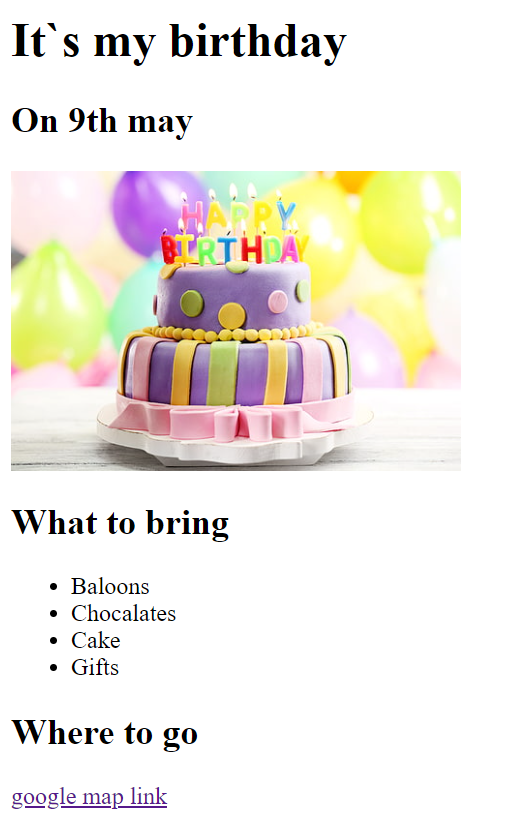 It`s my birthday
On 9th may
HAPPY
BIRTHDAY
What to bring
Baloons
Chocalates
Cake
Gifts
Where to go
google map link